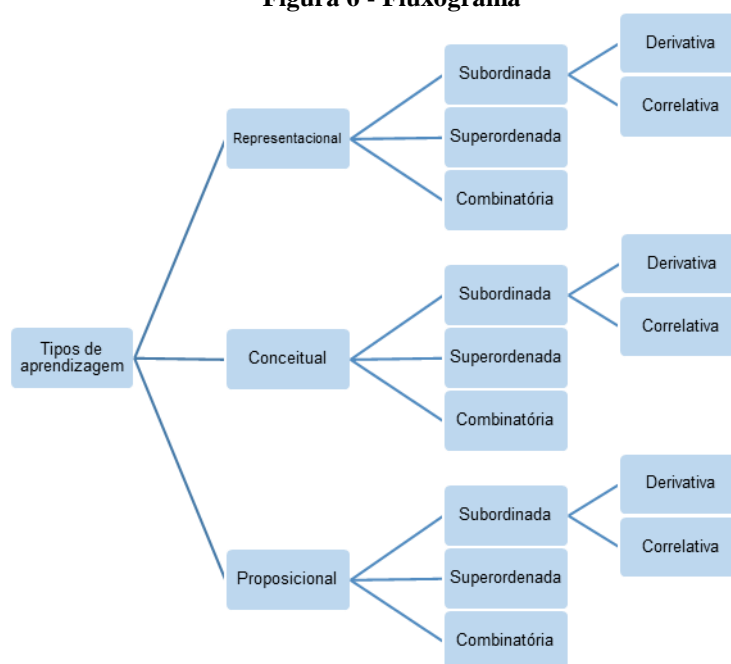 Figura 6 - Fluxograma
Derivativa
Subordinada
Correlativa
Representacional
Superordenada
Combinatória
Derivativa
Subordinada
Correlativa
Tipos de
aprendizagem
Conceitual
Superordenada
Combinatória
Derivativa
Subordinada
Correlativa
Proposicional
Superordenada
Combinatória